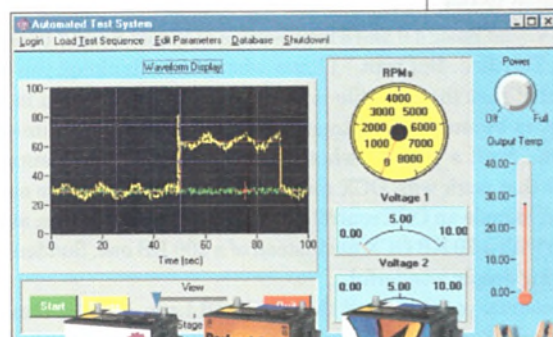 Automated Test System
Login Load Test Sequence Edit Parameters Database Shutdown!
Waveform Display
100
80
60
40
20
0
0 20 40 60 80 100
Time (sec)
RPMs
4000
3000 5000
2000 6000
1000 7000
0 8000
Voltage 1
5.00
0.00 10.00
Voltage 2
5.00
0.00 10.00
Power
Off Full
Output Temp
40.00
30.00
20.00
10.00
0.00
View
Start
Stage